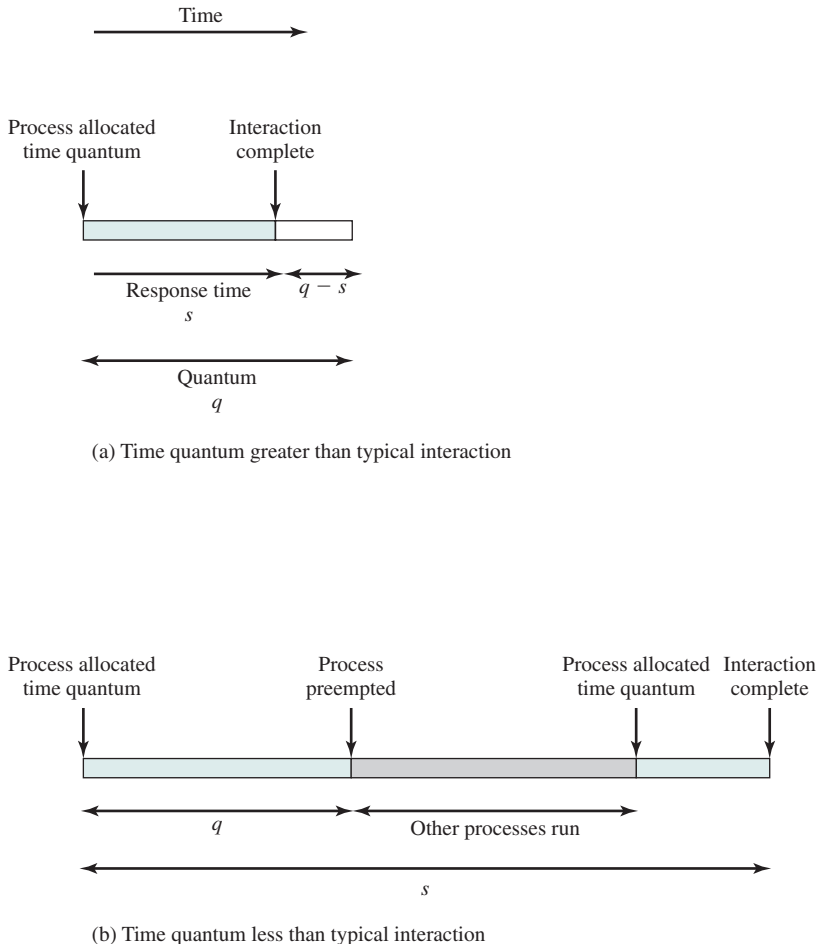 Time
Process allocated
time quantum
Interaction
complete
Response time
s
q − s
Quantum
q
(a) Time quantum greater than typical interaction
Process allocated
time quantum
Process
preempted
Process allocated
time quantum
Interaction
complete
q
Other processes run
s
(b) Time quantum less than typical interaction